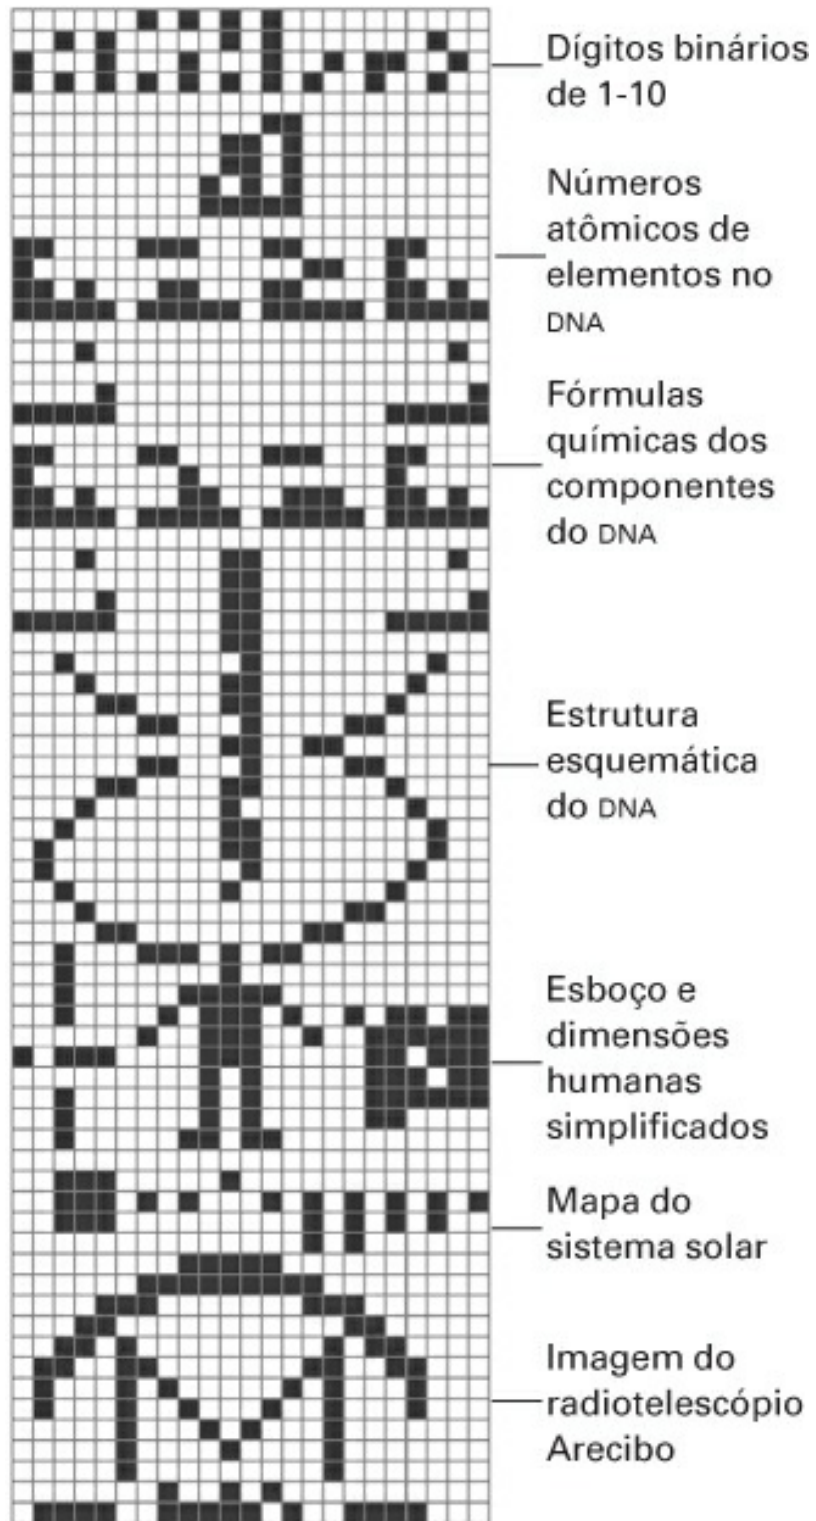 Dígitos binários
de 1-10
Números
atômicos de
elementos no
DNA
Fórmulas
químicas dos
componentes
do DNA
Estrutura
esquemática
do DNA
Esboço e
dimensões
humanas
simplificados
Mapa do
sistema solar
Imagem do
radiotelescópio
Arecibo